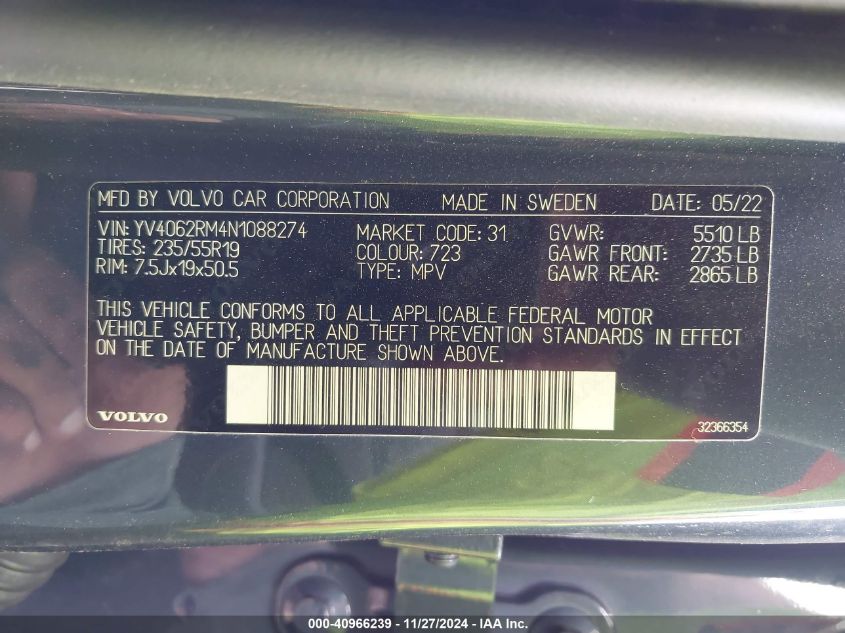 MFD BY VOLVO CAR CORPORATION MADE IN SWEDEN DATE: 05/22
VIN: YV4062RM4N1088274 MARKET CODE: 31 GVWR: 5510 LB
TIRES: 235/55R19 COLOUR: 723 GAWR FRONT: 2735 LB
RIM: 7.5Jx19x50.5 TYPE: MPV GAWR REAR: 2865 LB
THIS VEHICLE CONFORMS TO ALL APPLICABLE FEDERAL MOTOR
VEHICLE SAFETY, BUMPER AND THEFT PREVENTION STANDARDS IN EFFECT
ON THE DATE OF MANUFACTURE SHOWN ABOVE.
VOLVO 32366354
000-40966239 - 11/27/2024 - IAA Inc.